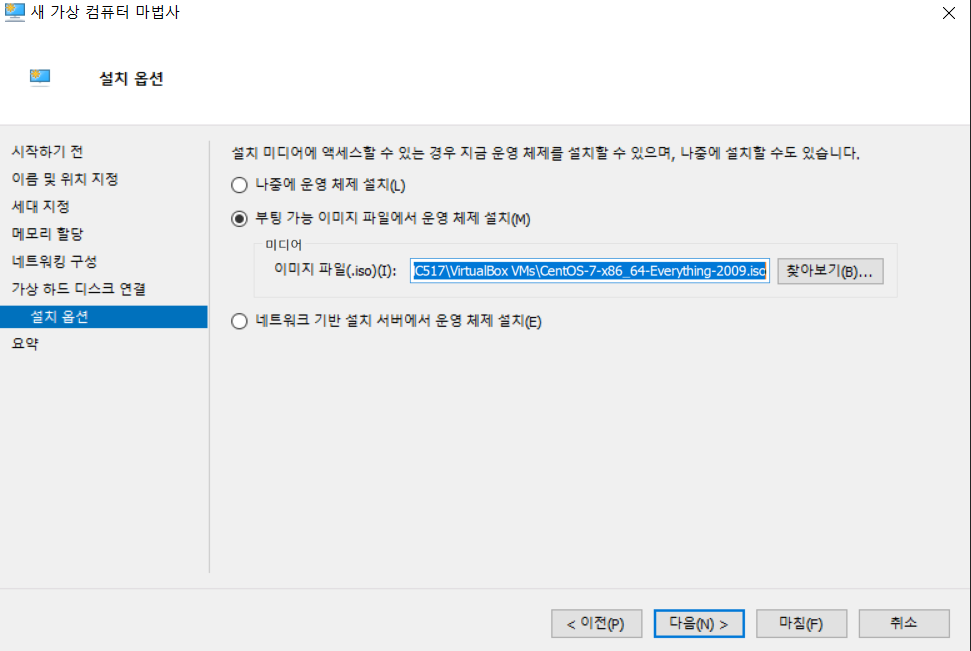 새 가상 컴퓨터 마법사
설치 옵션
시작하기 전
이름 및 위치 지정
세대 지정
메모리 할당
네트워킹 구성
가상 하드 디스크 연결
설치 옵션
요약
설치 미디어에 액세스할 수 있는 경우 지금 운영 체제를 설치할 수 있으며, 나중에 설치할 수도 있습니다.
나중에 운영 체제 설치(L)
부팅 가능 이미지 파일에서 운영 체제 설치(M)
미디어
이미지 파일(.iso)(I): C517\VirtualBox VMs\CentOS-7-x86_64-Everything-2009.iso 찾아보기(B)...
네트워크 기반 설치 서버에서 운영 체제 설치(E)
< 이전(P) 다음(N) > 마침(F) 취소